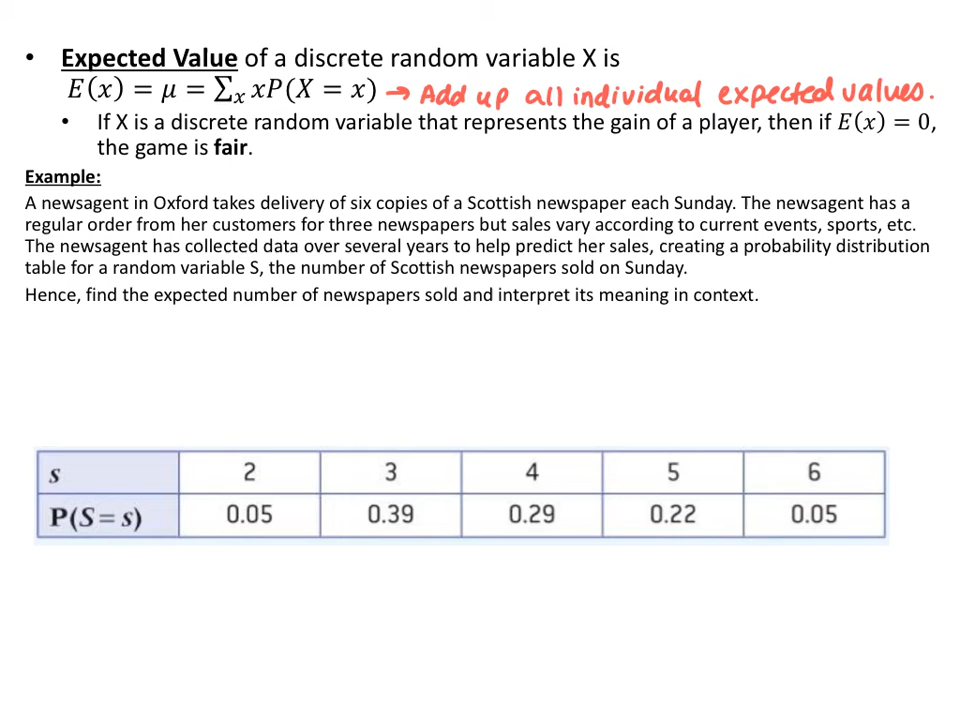 • Expected Value of a discrete random variable X is
E(x) = μ = ∑ₓ xP(X = x) → Add up all individual expected values.
• If X is a discrete random variable that represents the gain of a player, then if E(x) = 0,
the game is fair.
Example:
A newsagent in Oxford takes delivery of six copies of a Scottish newspaper each Sunday. The newsagent has a
regular order from her customers for three newspapers but sales vary according to current events, sports, etc.
The newsagent has collected data over several years to help predict her sales, creating a probability distribution
table for a random variable S, the number of Scottish newspapers sold on Sunday.
Hence, find the expected number of newspapers sold and interpret its meaning in context.
s 2 3 4 5 6
P(S= s) 0.05 0.39 0.29 0.22 0.05